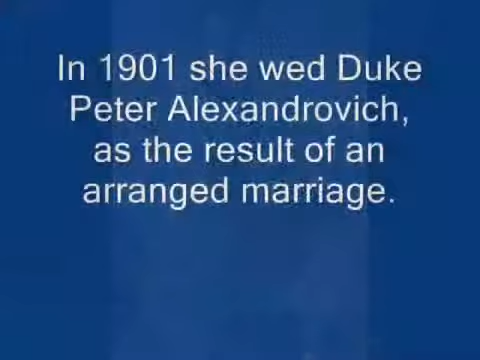 In 1901 she wed Duke
Peter Alexandrovich,
as the result of an
arranged marriage.